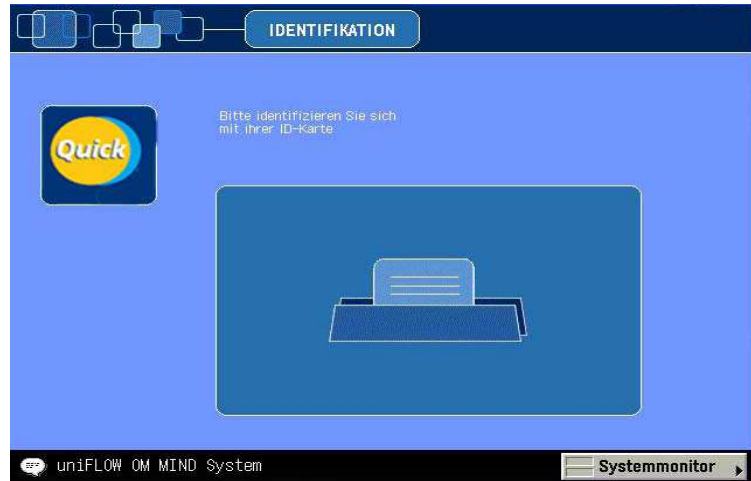 IDENTIFIKATION
Quick
Bitte identifizieren Sie sich
mit ihrer ID-Karte
uniFLOW OM MIND System
Systemmonitor